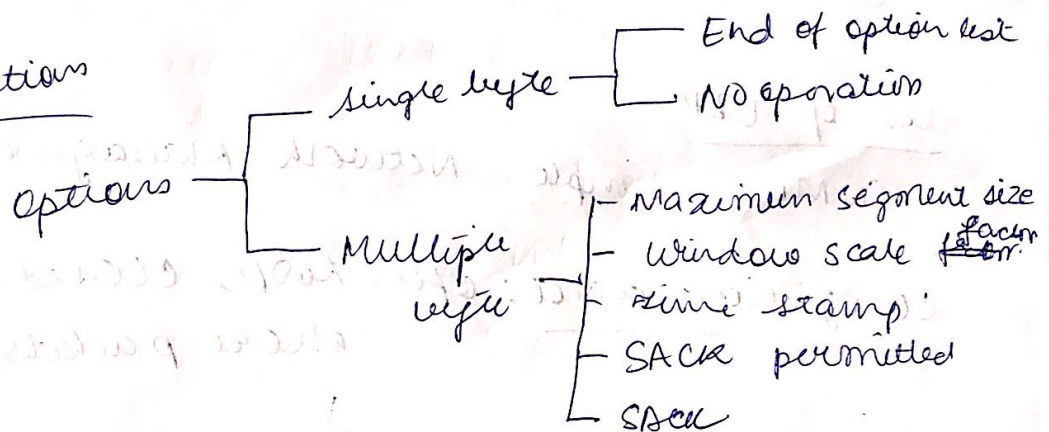 tions
options
single byte
End of option list
No oporation
Multiple
byte
Maximum segment size
Window scale factor
time stamp
SACK permitted
SACK